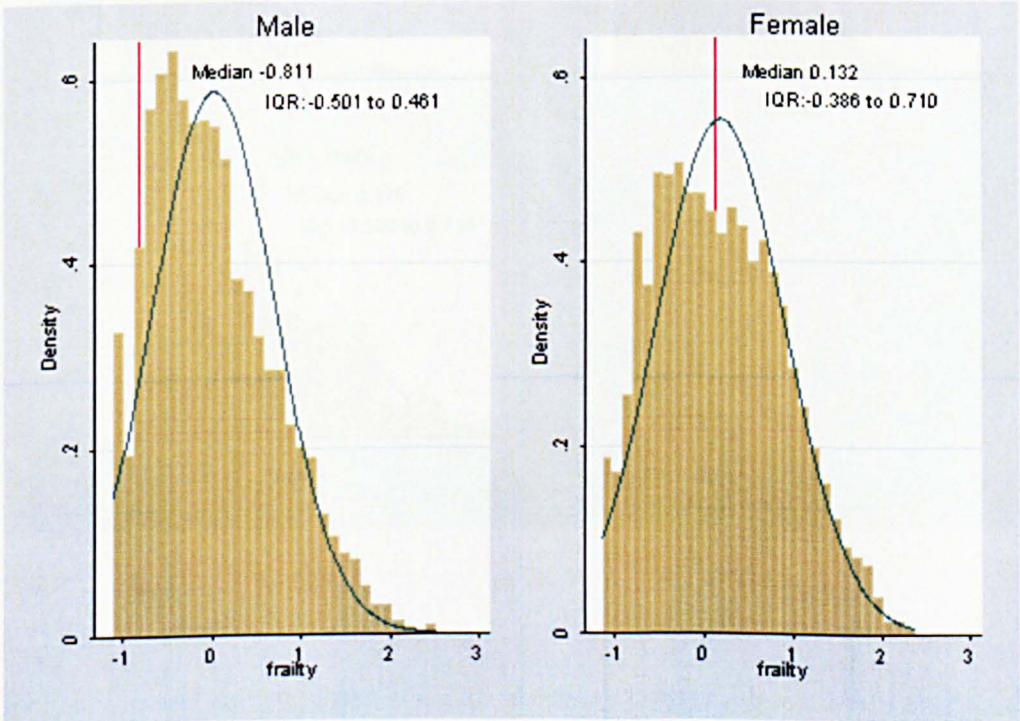 Male
Median -0.811
IQR:-0.501 to 0.461
Density
.6
.4
.2
0
-1 0 1 2 3
frailty
Female
Median 0.132
IQR:-0.386 to 0.710
Density
.6
.4
.2
0
-1 0 1 2 3
frailty